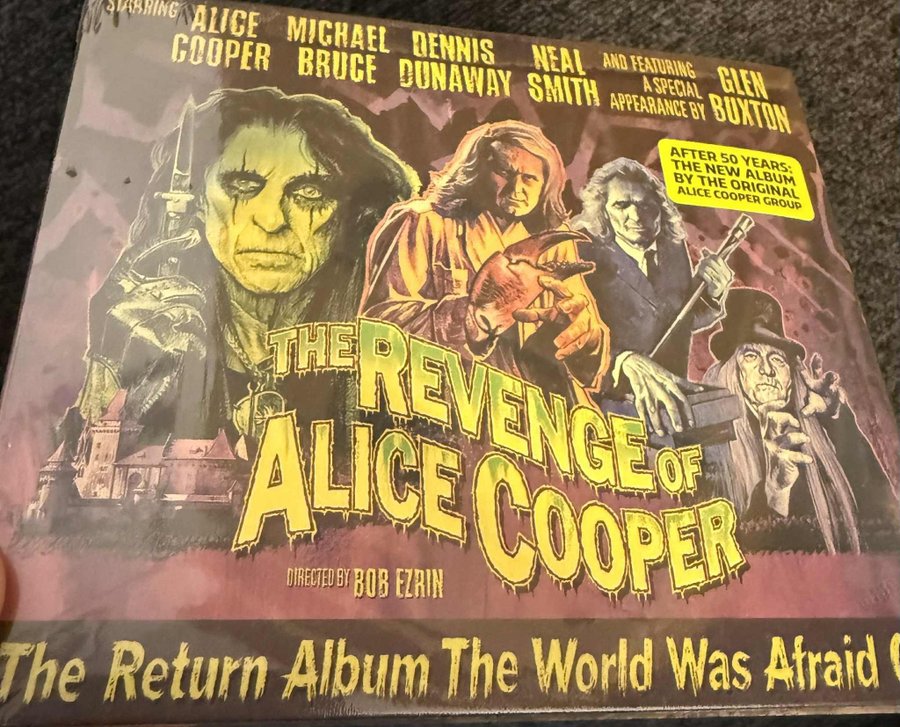 STARRING
ALICE COOPER
MICHAEL BRUCE
DENNIS DUNAWAY
NEAL SMITH
AND FEATURING
A SPECIAL
APPEARANCE BY
GLEN BUXTON
AFTER 50 YEARS:
THE NEW ALBUM
BY THE ORIGINAL
ALICE COOPER GROUP
THE REVENGE OF
ALICE COOPER
DIRECTED BY BOB EZRIN
The Return Album The World Was Afraid